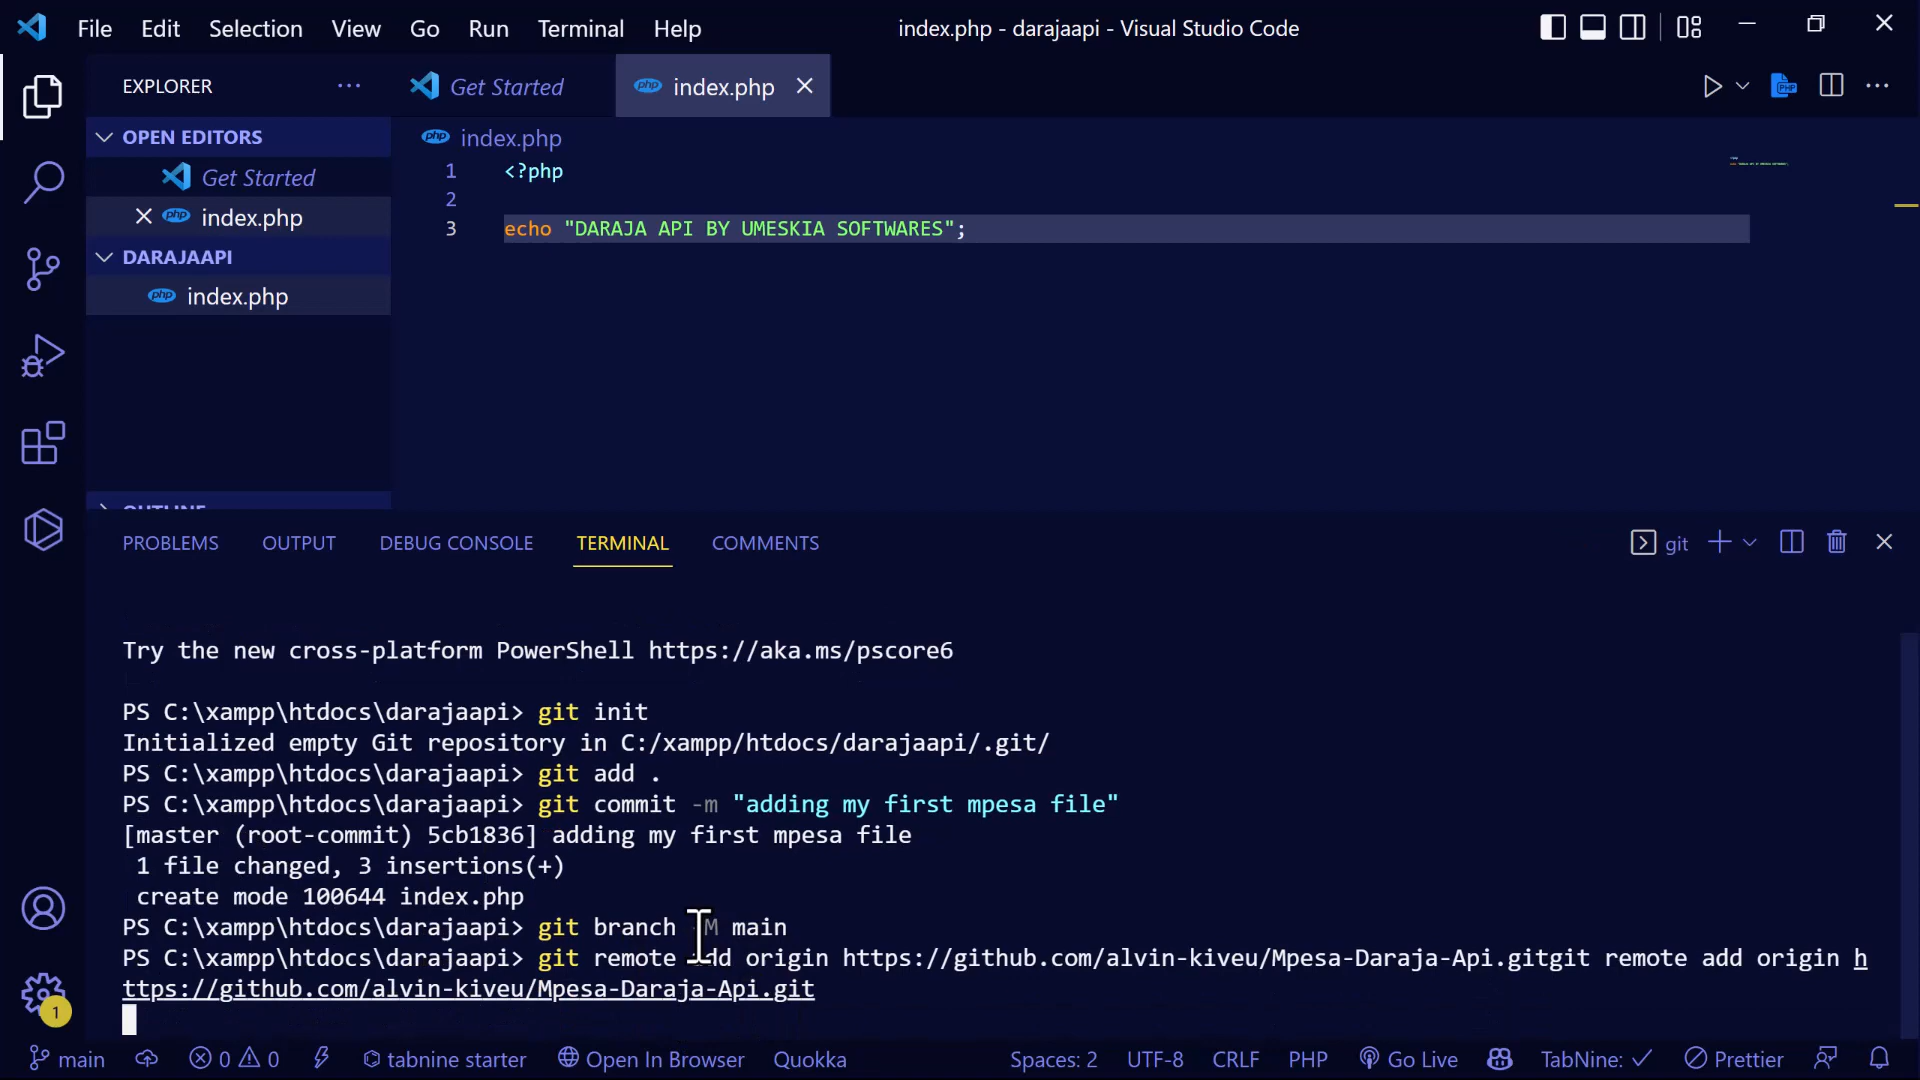 File Edit Selection View Go Run Terminal Help index.php - darajaapi - Visual Studio Code
EXPLORER
Get Started index.php
OPEN EDITORS
Get Started
index.php
DARAJAAPI
index.php
OUTLINE
index.php
1 <?php
2
3 echo "DARAJA API BY UMESKIA SOFTWARES";
PROBLEMS OUTPUT DEBUG CONSOLE TERMINAL COMMENTS git
Try the new cross-platform PowerShell https://aka.ms/pscore6
PS C:\xampp\htdocs\darajaapi> git init
Initialized empty Git repository in C:/xampp/htdocs/darajaapi/.git/
PS C:\xampp\htdocs\darajaapi> git add .
PS C:\xampp\htdocs\darajaapi> git commit -m "adding my first mpesa file"
[master (root-commit) 5cb1836] adding my first mpesa file
1 file changed, 3 insertions(+)
create mode 100644 index.php
PS C:\xampp\htdocs\darajaapi> git branch -M main
PS C:\xampp\htdocs\darajaapi> git remote add origin https://github.com/alvin-kiveu/Mpesa-Daraja-Api.gitgit remote add origin h
ttps://github.com/alvin-kiveu/Mpesa-Daraja-Api.git
1
main 0 0 tabnine starter Open In Browser Quokka Spaces: 2 UTF-8 CRLF PHP Go Live TabNine: Prettier